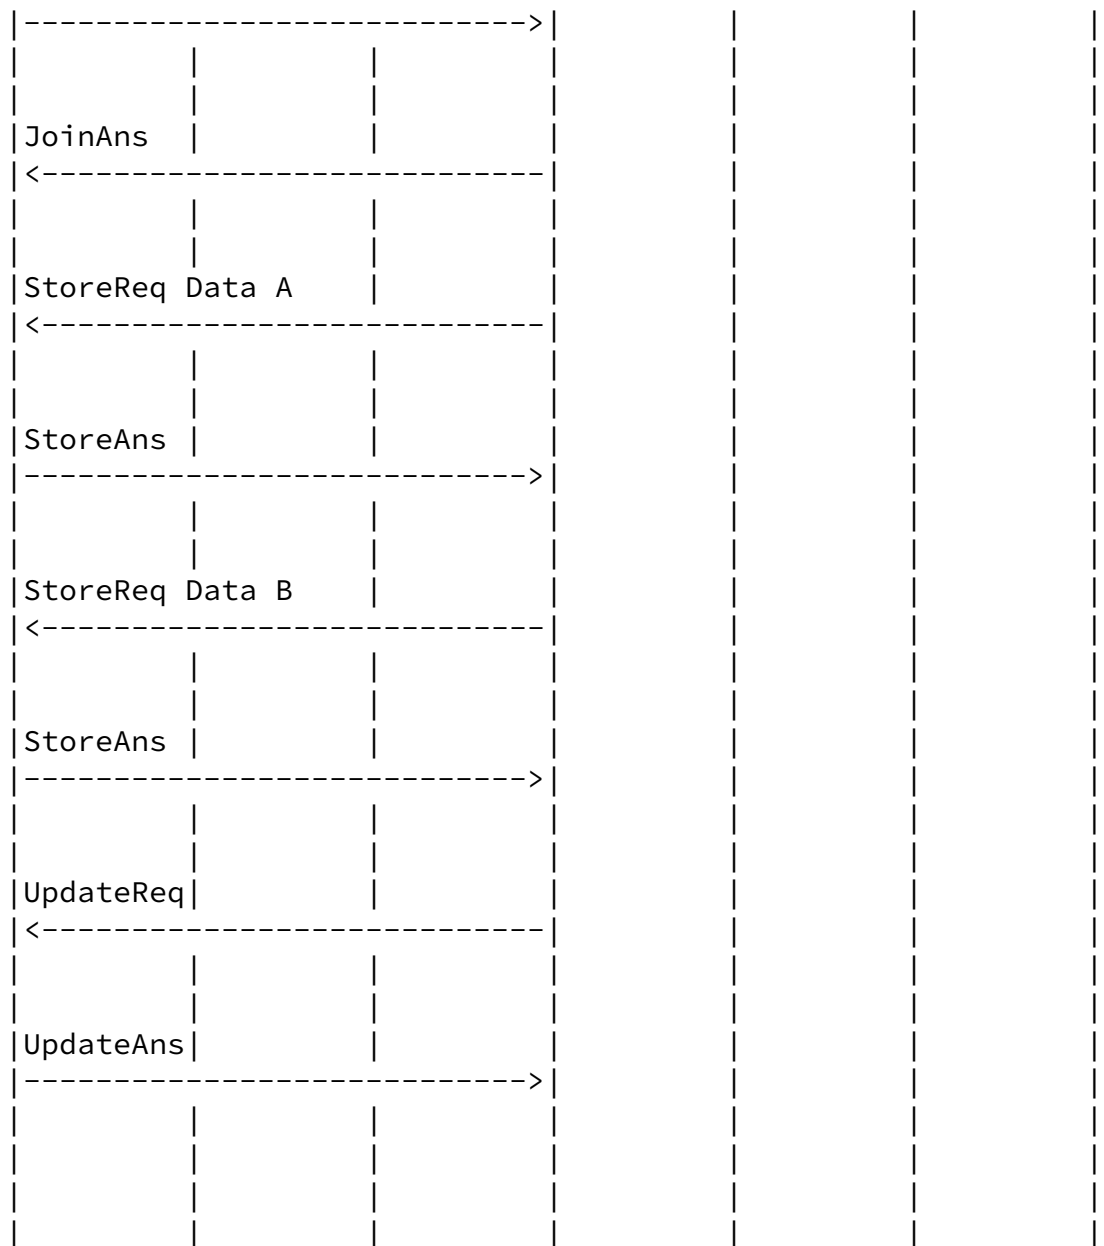 |---------------------------->|         |         |         |
|         |         |         |         |         |         |
|         |         |         |         |         |         |
|JoinAns  |         |         |         |         |         |
|<----------------------------|         |         |         |
|         |         |         |         |         |         |
|         |         |         |         |         |         |
|StoreReq Data A    |         |         |         |         |
|<----------------------------|         |         |         |
|         |         |         |         |         |         |
|         |         |         |         |         |         |
|StoreAns |         |         |         |         |         |
|---------------------------->|         |         |         |
|         |         |         |         |         |         |
|         |         |         |         |         |         |
|StoreReq Data B    |         |         |         |         |
|<----------------------------|         |         |         |
|         |         |         |         |         |         |
|         |         |         |         |         |         |
|StoreAns |         |         |         |         |         |
|---------------------------->|         |         |         |
|         |         |         |         |         |         |
|         |         |         |         |         |         |
|UpdateReq|         |         |         |         |         |
|<----------------------------|         |         |         |
|         |         |         |         |         |         |
|         |         |         |         |         |         |
|UpdateAns|         |         |         |         |         |
|---------------------------->|         |         |         |
|         |         |         |         |         |         |
|         |         |         |         |         |         |
|         |         |         |         |         |         |
|         |         |         |         |         |         |